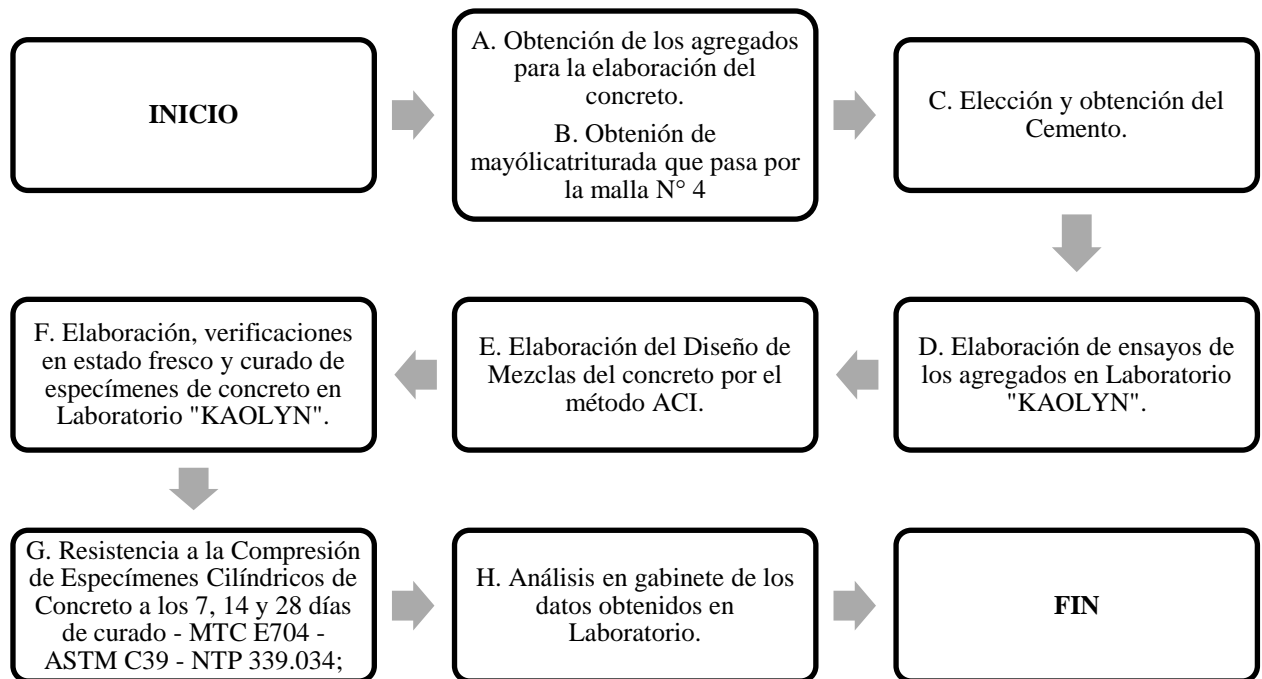 INICIO
A. Obtención de los agregados
para la elaboración del
concreto.
B. Obtenión de
mayólicatriturada que pasa por
la malla N° 4
C. Elección y obtención del
Cemento.
D. Elaboración de ensayos de
los agregados en Laboratorio
"KAOLYN".
E. Elaboración del Diseño de
Mezclas del concreto por el
método ACI.
F. Elaboración, verificaciones
en estado fresco y curado de
especímenes de concreto en
Laboratorio "KAOLYN".
G. Resistencia a la Compresión
de Especímenes Cilíndricos de
Concreto a los 7, 14 y 28 días
de curado - MTC E704 -
ASTM C39 - NTP 339.034;
H. Análisis en gabinete de los
datos obtenidos en
Laboratorio.
FIN